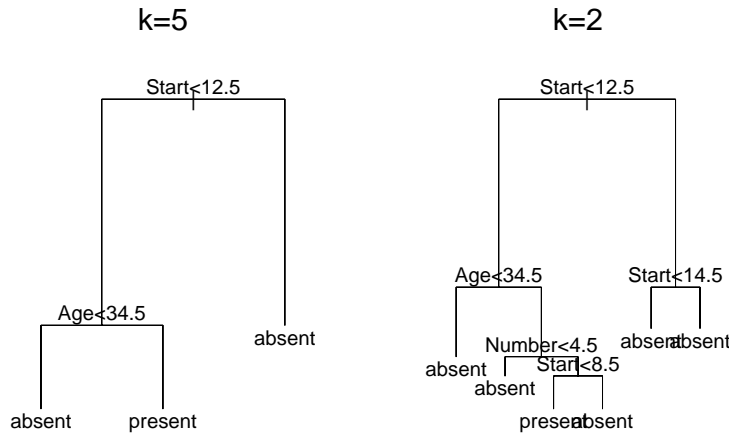 k=5
k=2
Start<12.5
Age<34.5
absent
present
absent
Start<12.5
Age<34.5
Start<14.5
absent
Number<4.5
absent
Start<8.5
present
absent
absent
absent